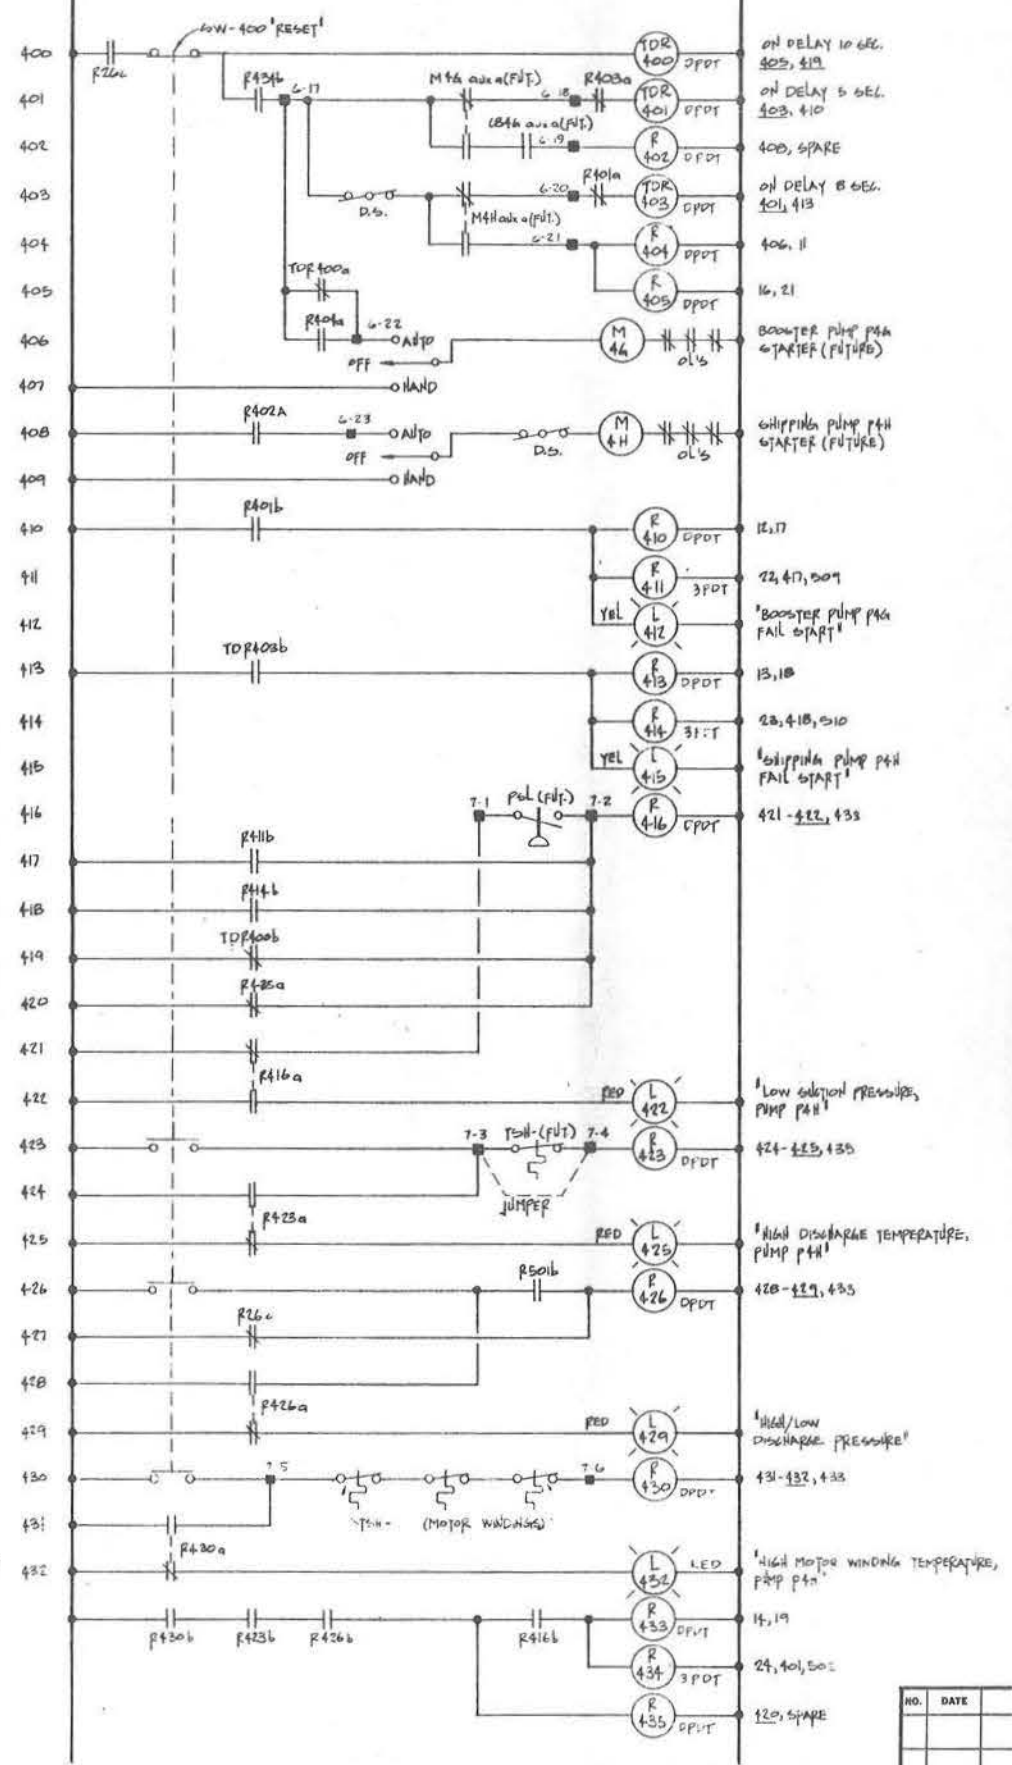 SW-400 'RESET'
400
R26c
TDR 400 DPDT
ON DELAY 10 SEC.
405, 419
401
R434b
6-17
M4G aux a (FUT.)
6-18
R403a
TDR 401 DPDT
ON DELAY 5 SEC.
403, 410
402
CB4G aux a (FUT.)
6-19
R 402 DPDT
408, SPARE
403
D.S.
6-20
R401a
TDR 403 DPDT
ON DELAY 8 SEC.
401, 413
404
M4H aux a (FUT.)
6-21
R 404 DPDT
406, 11
405
TDR400a
R 405 DPDT
16, 21
406
R404a
6-22
AUTO
OFF
M 4G
OL'S
BOOSTER PUMP P4G
STARTER (FUTURE)
407
HAND
408
R402A
6-23
AUTO
OFF
D.S.
M 4H
OL'S
SHIPPING PUMP P4H
STARTER (FUTURE)
409
HAND
410
R401b
R 410 DPDT
12, 17
411
R 411 3PDT
22, 417, 509
412
YEL
L 412
"BOOSTER PUMP P4G
FAIL START"
413
TDR403b
R 413 DPDT
13, 18
414
R 414
23, 418, 510
415
YEL
L 415
"SHIPPING PUMP P4H
FAIL START"
416
7-1
PSL (FUT.)
7-2
R 416 DPDT
421-422, 433
417
R411b
418
R414b
419
TDR400b
420
R435a
421
R416a
422
RED
L 422
"LOW SUCTION PRESSURE,
PUMP P4H"
423
7-3
TSH-(FUT)
7-4
R 423 DPDT
424-425, 433
424
JUMPER
R423a
425
RED
L 425
"HIGH DISCHARGE TEMPERATURE,
PUMP P4H"
426
R501b
R 426 DPDT
428-429, 433
427
R26c
428
R426a
429
RED
L 429
"HIGH/LOW
DISCHARGE PRESSURE"
430
7-5
7-6
R 430
431-432, 433
431
TSH- (MOTOR WINDINGS)
R430a
432
L 432
RED
"HIGH MOTOR WINDING TEMPERATURE,
PUMP P4H"
R430b
R423b
R426b
R416b
R 433 DPDT
14, 19
R 434 3PDT
24, 401,
R 435 DPDT
420, SPARE
NO. DATE